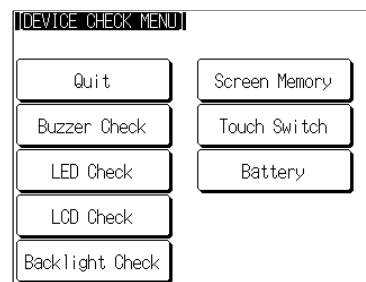 [DEVICE CHECK MENU]
Quit
Screen Memory
Buzzer Check
Touch Switch
LED Check
Battery
LCD Check
Backlight Check